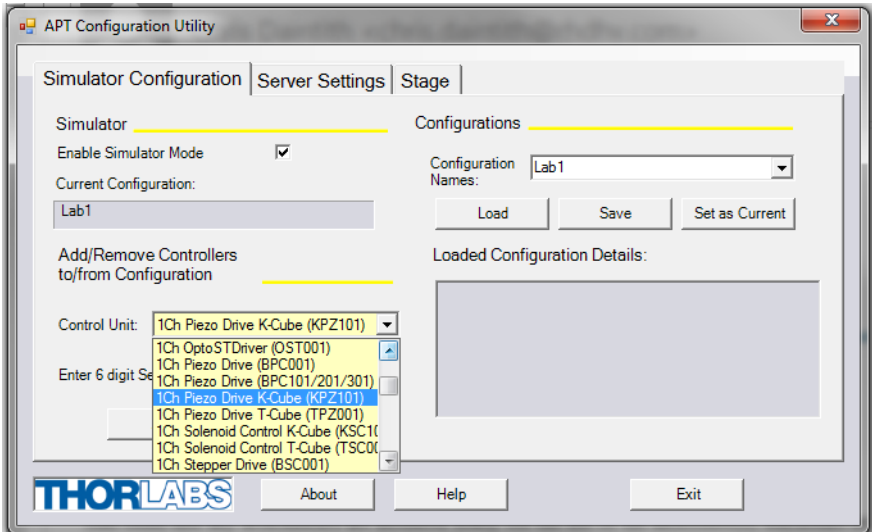 APT Configuration Utility
Simulator Configuration
Server Settings
Stage
Simulator
Enable Simulator Mode
Current Configuration:
Lab1
Add/Remove Controllers
to/from Configuration
Control Unit:
1Ch Piezo Drive K-Cube (KPZ101)
1Ch OptoSTDriver (OST001)
1Ch Piezo Drive (BPC001)
1Ch Piezo Drive (BPC101/201/301)
1Ch Piezo Drive K-Cube (KPZ101)
1Ch Piezo Drive T-Cube (TPZ001)
1Ch Solenoid Control K-Cube (KSC10
1Ch Solenoid Control T-Cube (TSC00
1Ch Stepper Drive (BSC001)
Enter 6 digit Se
Configurations
Configuration
Names:
Lab1
Load
Save
Set as Current
Loaded Configuration Details:
THORLABS
About
Help
Exit